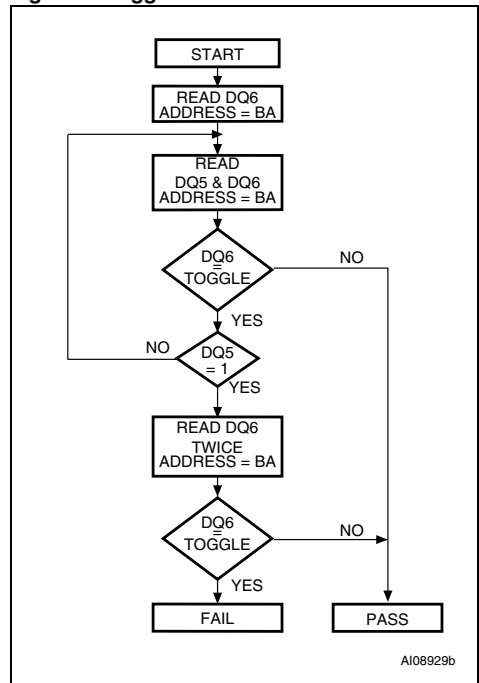 START
READ DQ6
ADDRESS = BA
READ
DQ5 & DQ6
ADDRESS = BA
DQ6
=
TOGGLE
NO
YES
NO
DQ5
= 1
YES
READ DQ6
TWICE
ADDRESS = BA
DQ6
=
TOGGLE
NO
YES
FAIL
PASS
AI08929b